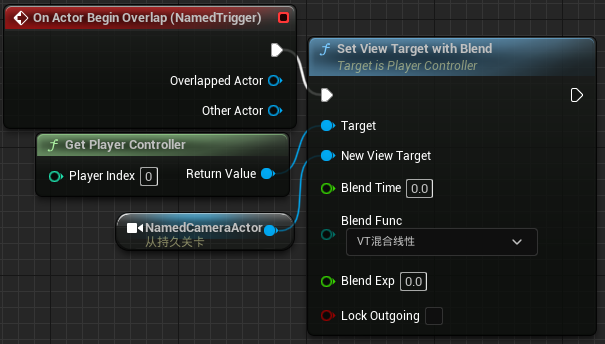 On Actor Begin Overlap (NamedTrigger)
Overlapped Actor
Other Actor
f Get Player Controller
Player Index 0
Return Value
NamedCameraActor
从持久关卡
f Set View Target with Blend
Target is Player Controller
Target
New View Target
Blend Time 0.0
Blend Func
VT混合线性
Blend Exp 0.0
Lock Outgoing